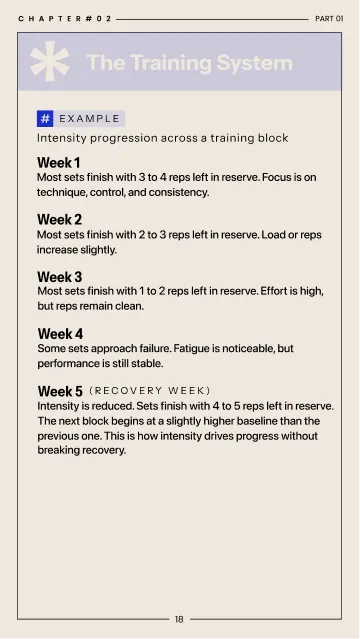 CHAPTER#02
PART 01
The Training System
# EXAMPLE
Intensity progression across a training block
Week 1
Most sets finish with 3 to 4 reps left in reserve. Focus is on
technique, control, and consistency.
Week 2
Most sets finish with 2 to 3 reps left in reserve. Load or reps
increase slightly.
Week 3
Most sets finish with 1 to 2 reps left in reserve. Effort is high,
but reps remain clean.
Week 4
Some sets approach failure. Fatigue is noticeable, but
performance is still stable.
Week 5 (RECOVERY WEEK)
Intensity is reduced. Sets finish with 4 to 5 reps left in reserve.
The next block begins at a slightly higher baseline than the
previous one. This is how intensity drives progress without
breaking recovery.
18